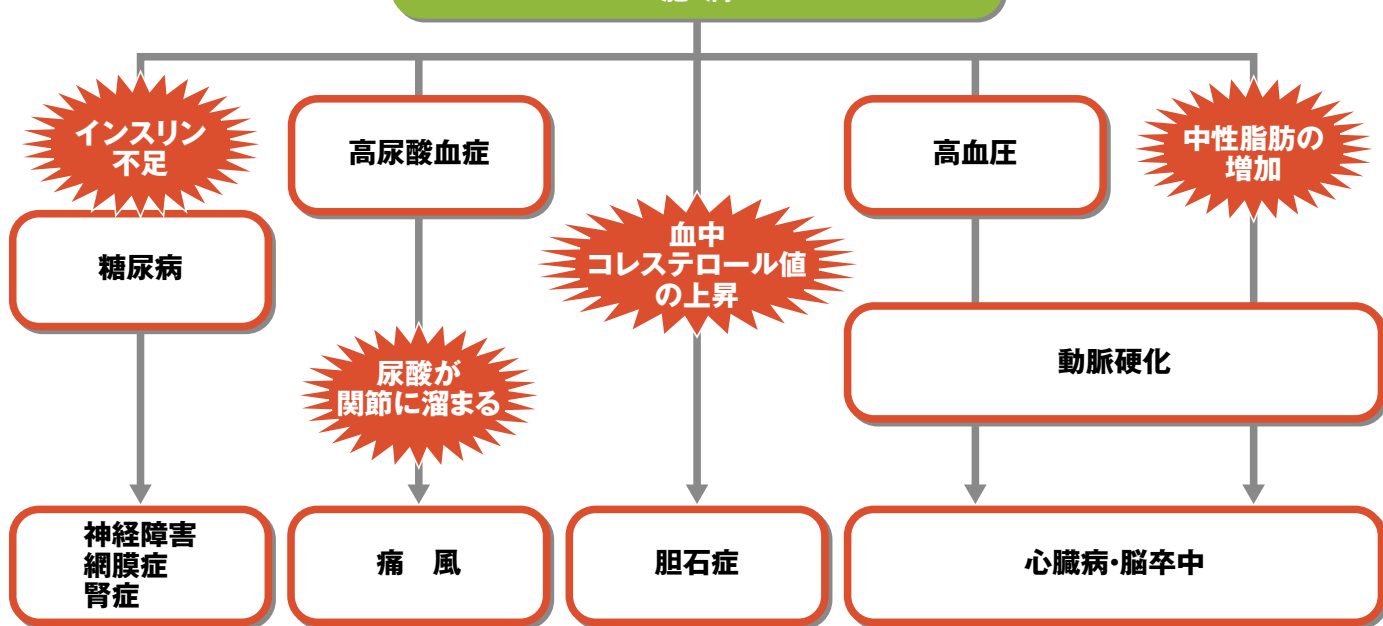 インスリン
不足
高尿酸血症
高血圧
中性脂肪の
増加
糖尿病
血中
コレステロール値
の上昇
尿酸が
関節に溜まる
動脈硬化
神経障害
網膜症
腎症
痛　風
胆石症
心臓病・脳卒中